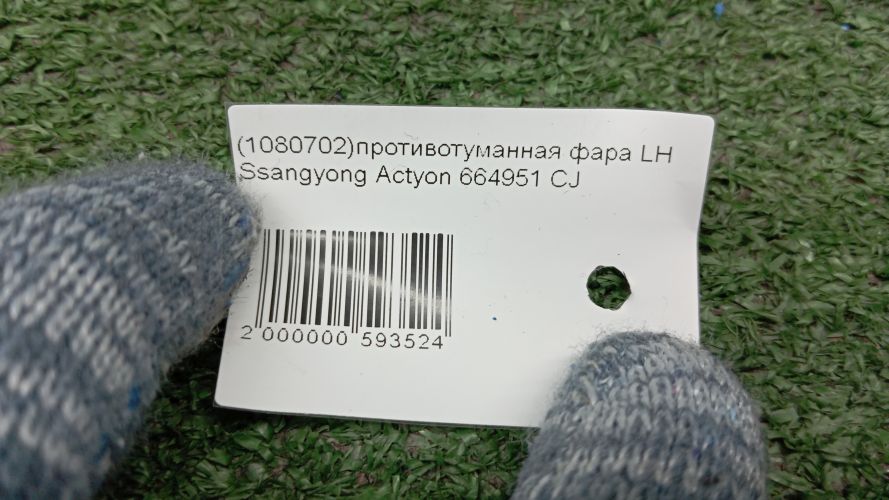 (1080702)противотуманная фара LH
Ssangyong Actyon 664951 CJ
2 000000 593524